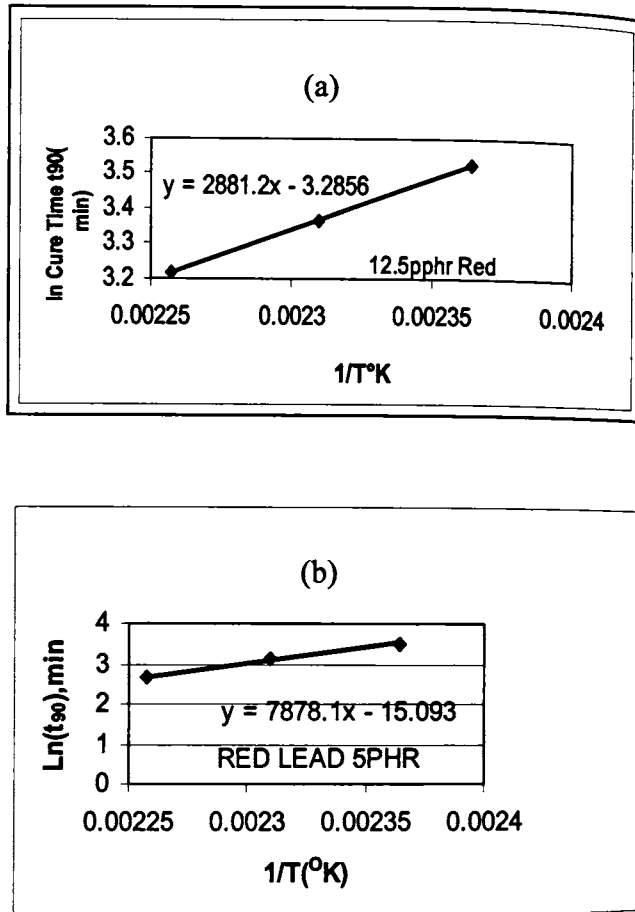 (a)
ln Cure Time t90(
min)
3.6
3.5
3.4
3.3
3.2
y = 2881.2x - 3.2856
12.5pphr Red
0.00225 0.0023 0.00235 0.0024
1/T°K
(b)
Ln(t90),min
4
3
2
1
0
y = 7878.1x - 15.093
RED LEAD 5PHR
0.00225 0.0023 0.00235 0.0024
1/T(OK)